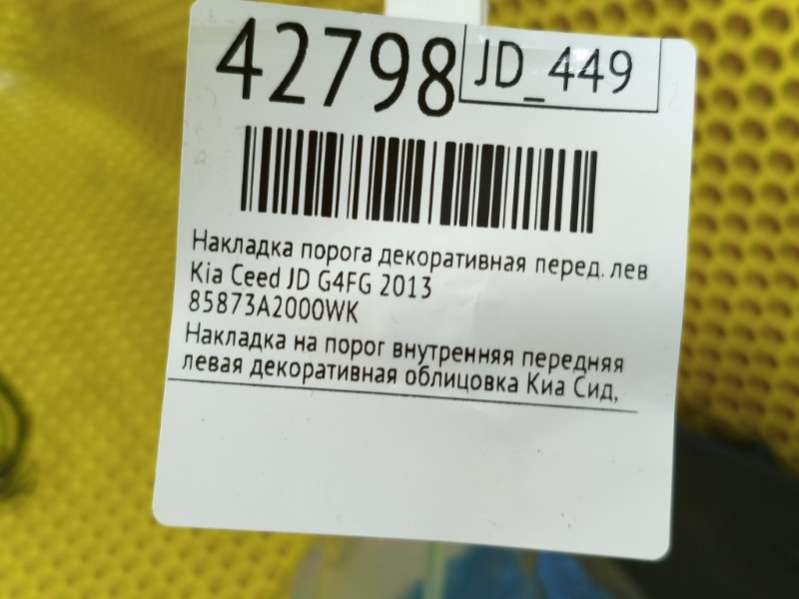 42798
JD_449
Накладка порога декоративная перед. лев
Kia Ceed JD G4FG 2013
85873A2000WK
Накладка на порог внутренняя передняя
левая декоративная облицовка Киа Сид,